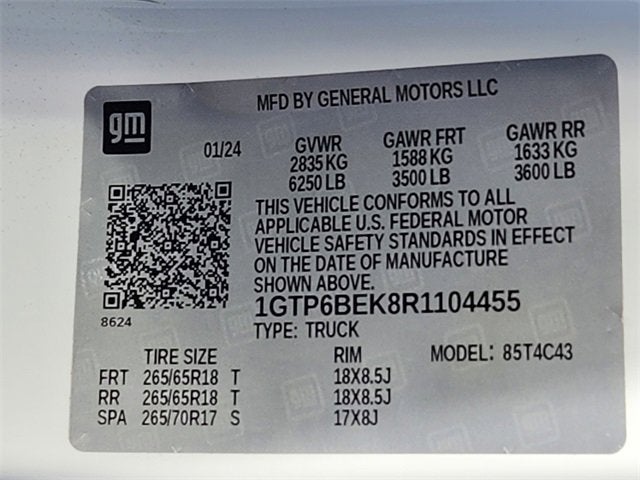 MFD BY GENERAL MOTORS LLC
gm
01/24
GVWR GAWR FRT GAWR RR
2835 KG 1588 KG 1633 KG
6250 LB 3500 LB 3600 LB
THIS VEHICLE CONFORMS TO ALL
APPLICABLE U.S. FEDERAL MOTOR
VEHICLE SAFETY STANDARDS IN EFFECT
ON THE DATE OF MANUFACTURE
SHOWN ABOVE.
1GTP6BEK8R1104455
8624
TYPE: TRUCK
TIRE SIZE RIM MODEL: 85T4C43
FRT 265/65R18 T 18X8.5J
RR 265/65R18 T 18X8.5J
SPA 265/70R17 S 17X8J